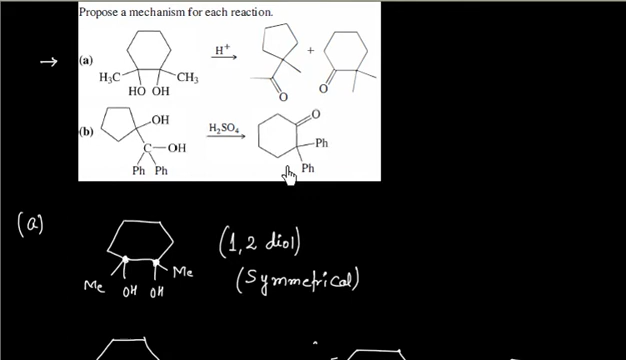 Propose a mechanism for each reaction.
(a)
H₃C
CH₃
HO OH
H⁺
+
O
O
(b)
OH
C—OH
Ph Ph
H₂SO₄
O
Ph
Ph
(a)
Me
OH OH
Me
(1,2 diol)
(Symmetrical)